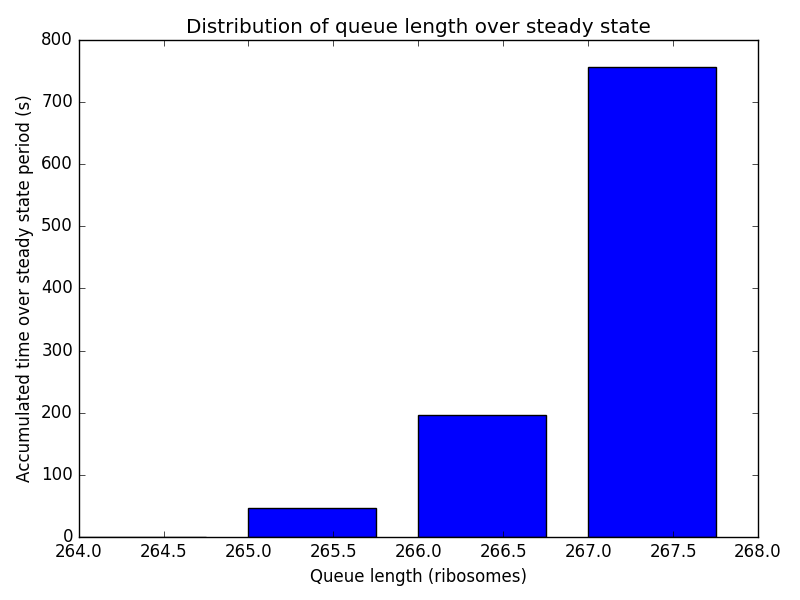 Distribution of queue length over steady state
800
700
600
500
400
300
200
100
0
Accumulated time over steady state period (s)
264.0 264.5 265.0 265.5 266.0 266.5 267.0 267.5 268.0
Queue length (ribosomes)